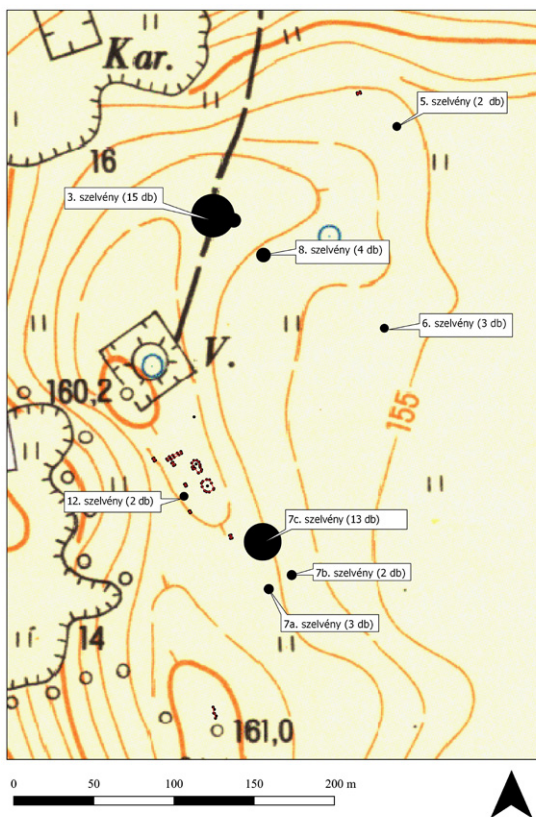 Kar.
5. szelvény (2 db)
16
3. szelvény (15 db)
8. szelvény (4 db)
6. szelvény (3 db)
V.
160,2
155
12. szelvény (2 db)
7c. szelvény (13 db)
7b. szelvény (2 db)
7a. szelvény (3 db)
14
161,0
0 50 100 150 200 m